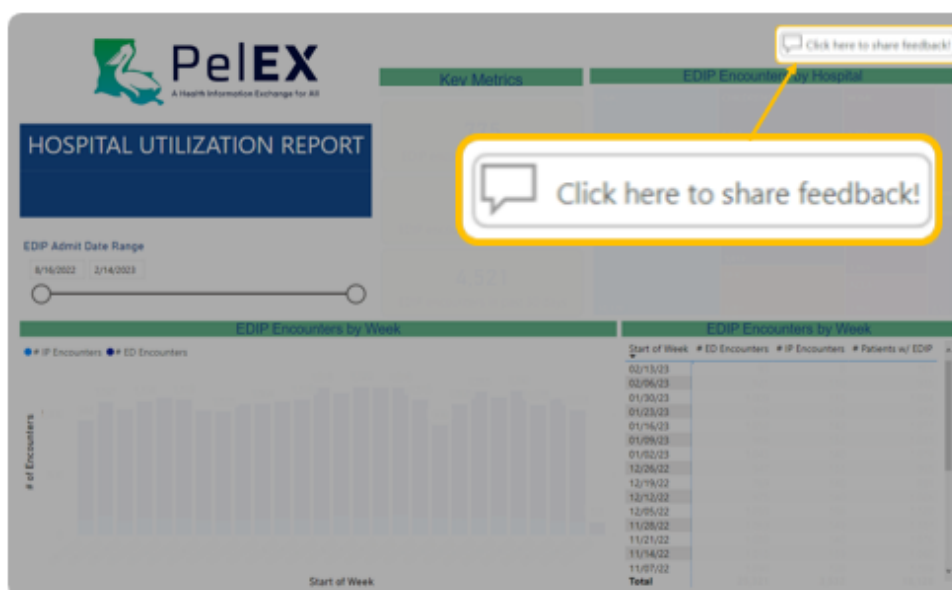 PelEX
A Health Information Exchange for All
Click here to share feedback!
Key Metrics
EDIP Encounters by Hospital
HOSPITAL UTILIZATION REPORT
Click here to share feedback!
EDIP Admit Date Range
8/16/2022 2/14/2023
4,521
EDIP Encounters by Week
# IP Encounters # ED Encounters
# of Encounters
Start of Week
EDIP Encounters by Week
Start of Week # ED Encounters # IP Encounters # Patients w/ EDIP
02/13/23
02/06/23
01/30/23
01/23/23
01/16/23
01/09/23
01/02/23
12/26/22
12/19/22
12/12/22
12/05/22
11/28/22
11/21/22
11/14/22
11/07/22
Total